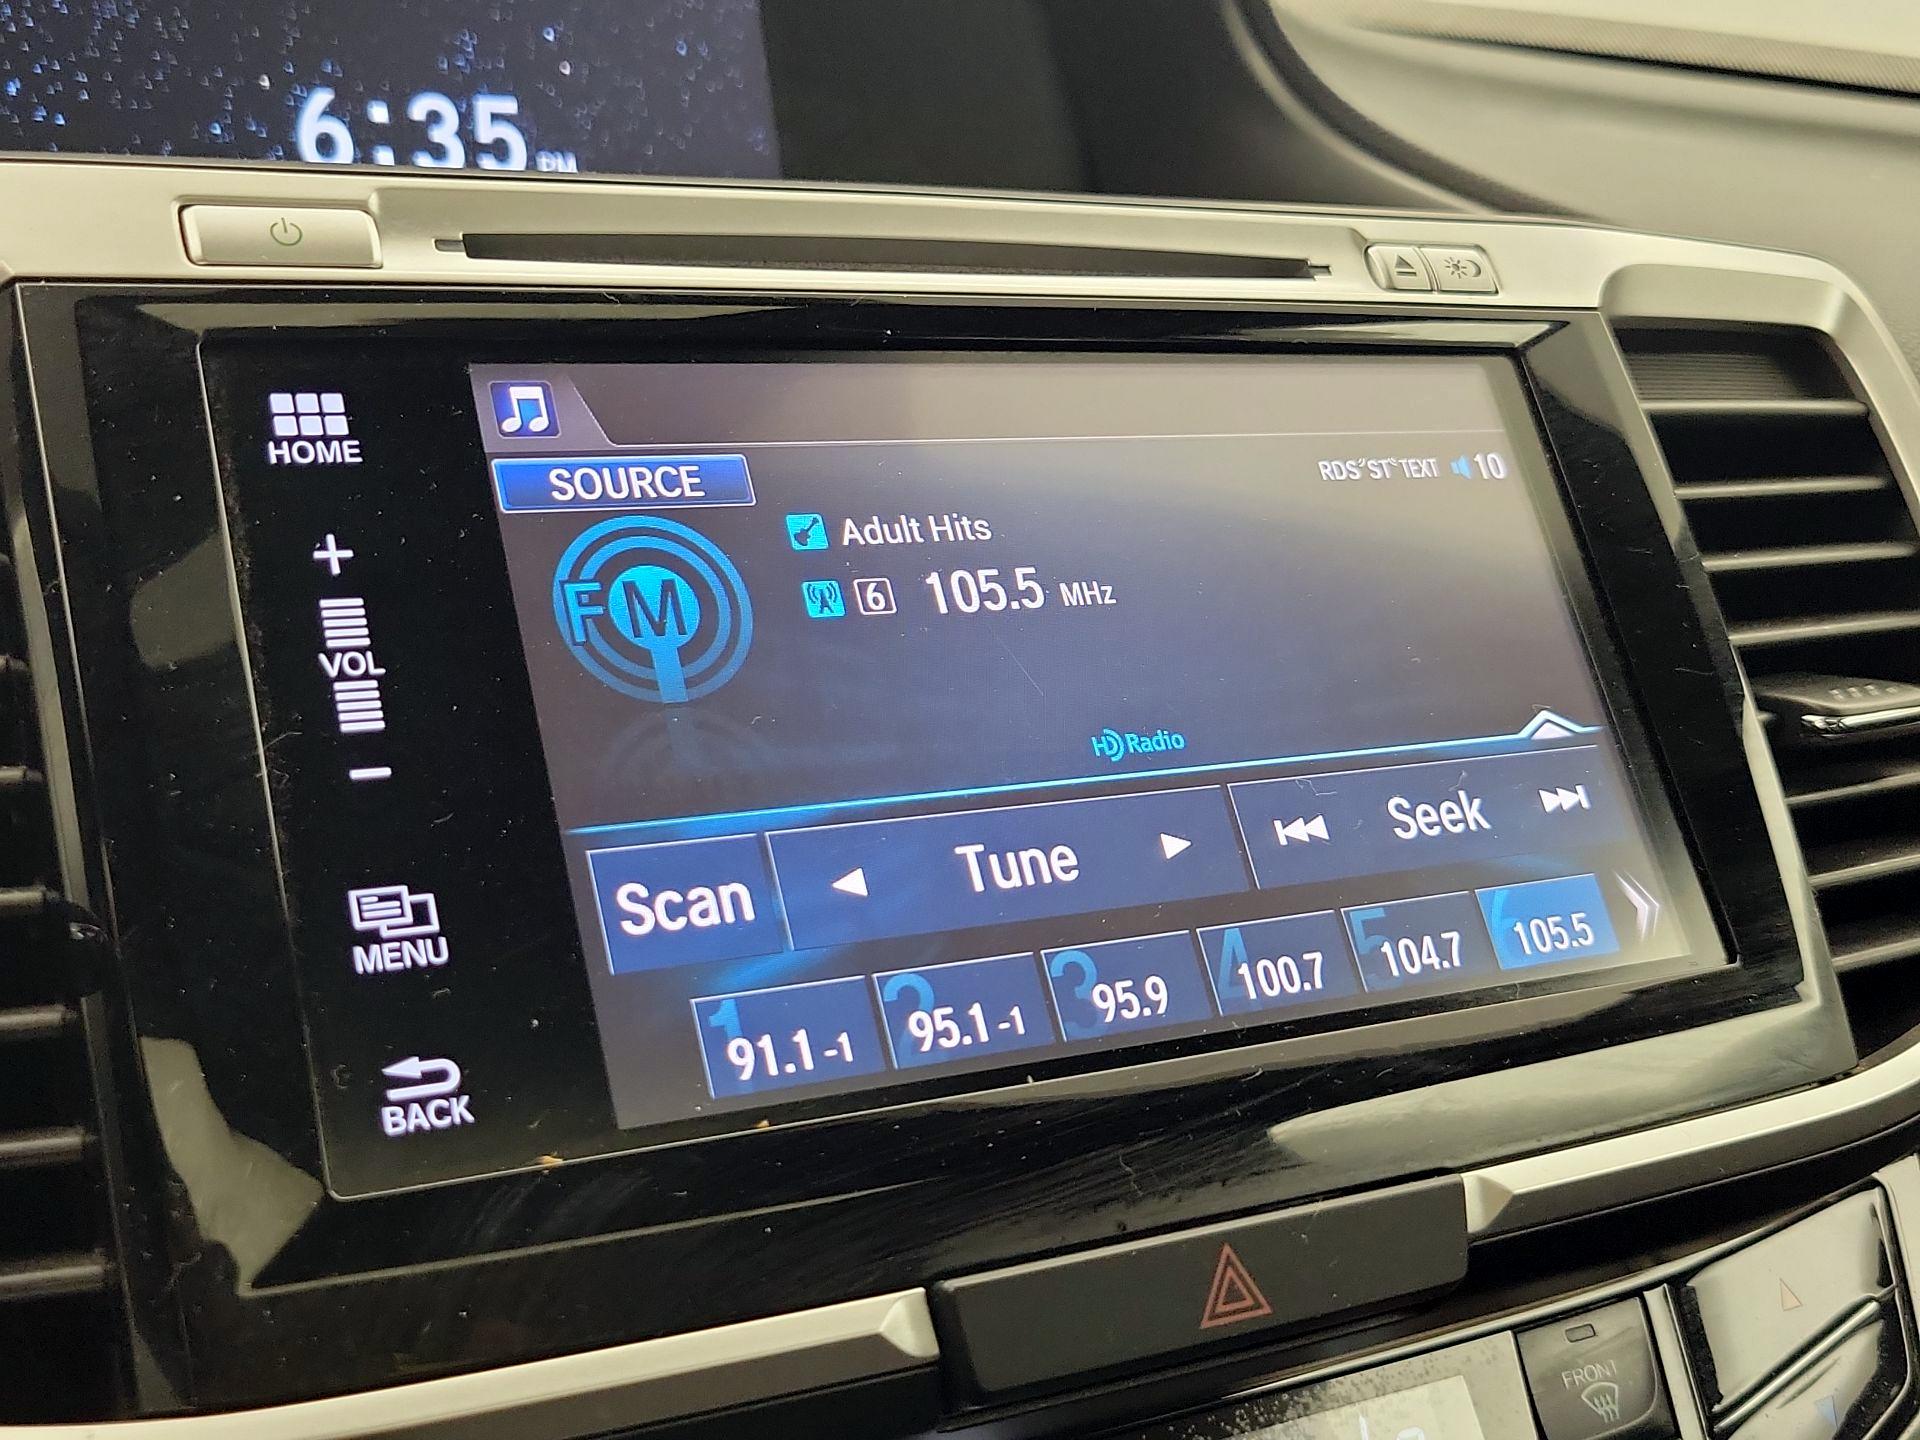 6:35 PM
HOME
SOURCE
RDS ST TEXT 10
Adult Hits
FM
6 105.5 MHz
+
VOL
-
HD Radio
Scan
Tune
Seek
MENU
1 91.1-1
2 95.1-1
3 95.9
4 100.7
5 104.7
6 105.5
BACK
FRONT